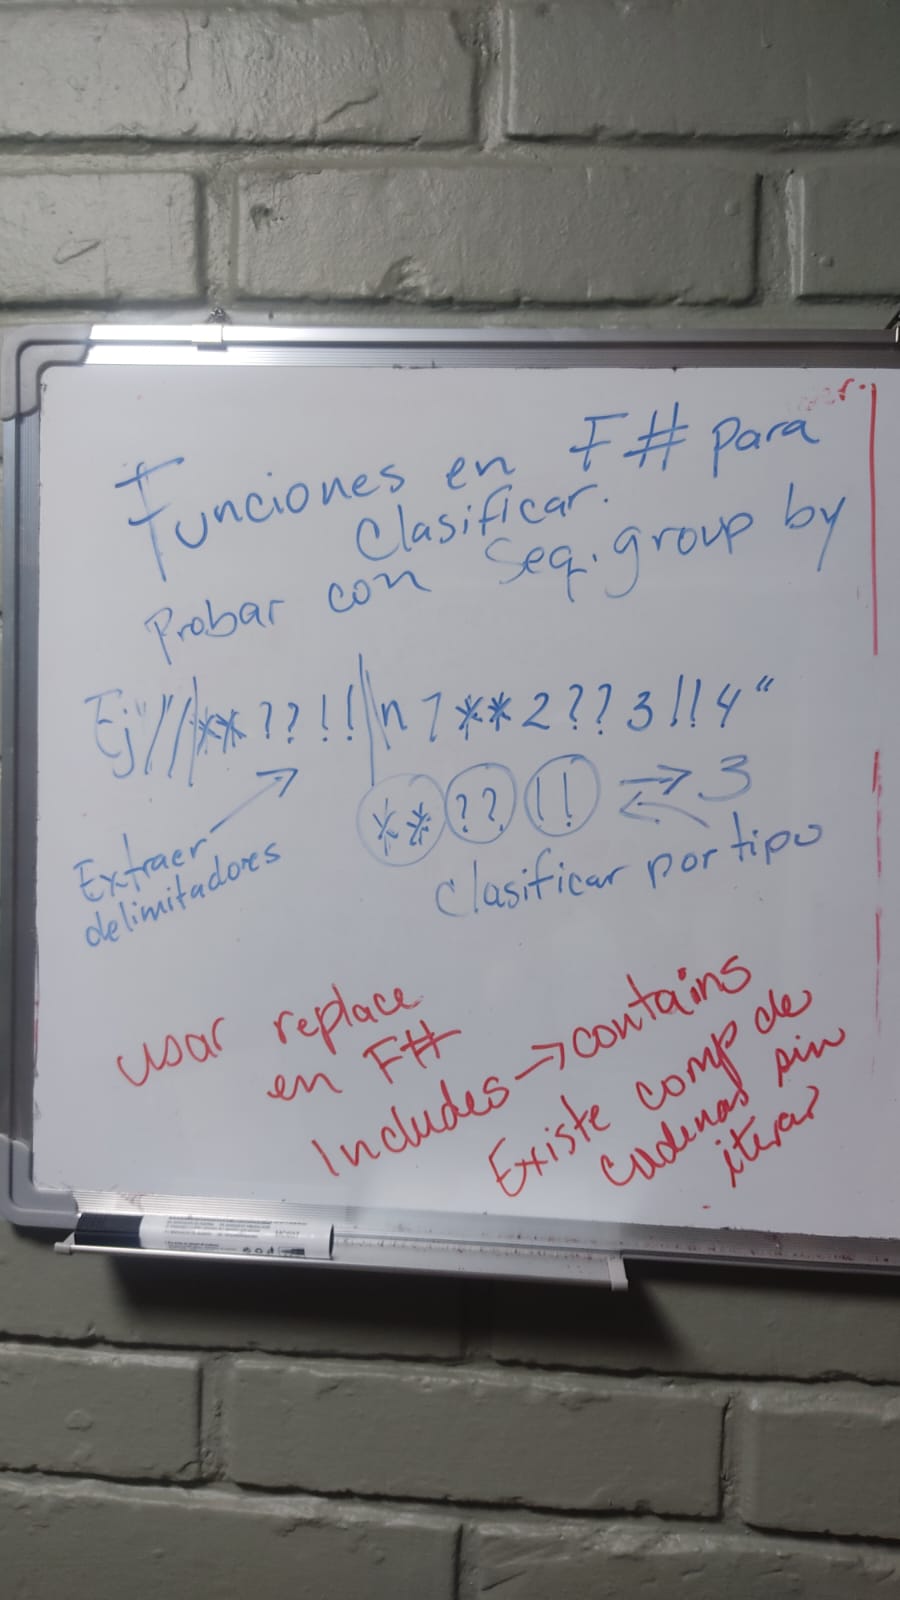 Funciones en F# para
Clasificar.
Probar con Seq.group by
Ej "//**??!!\n1**2??3!!4"
** ?? !! 3
Extraer
delimitadores
Clasificar por tipo
usar replace
en F#
Includes → contains
Existe comp de
cadenas sin
iterar